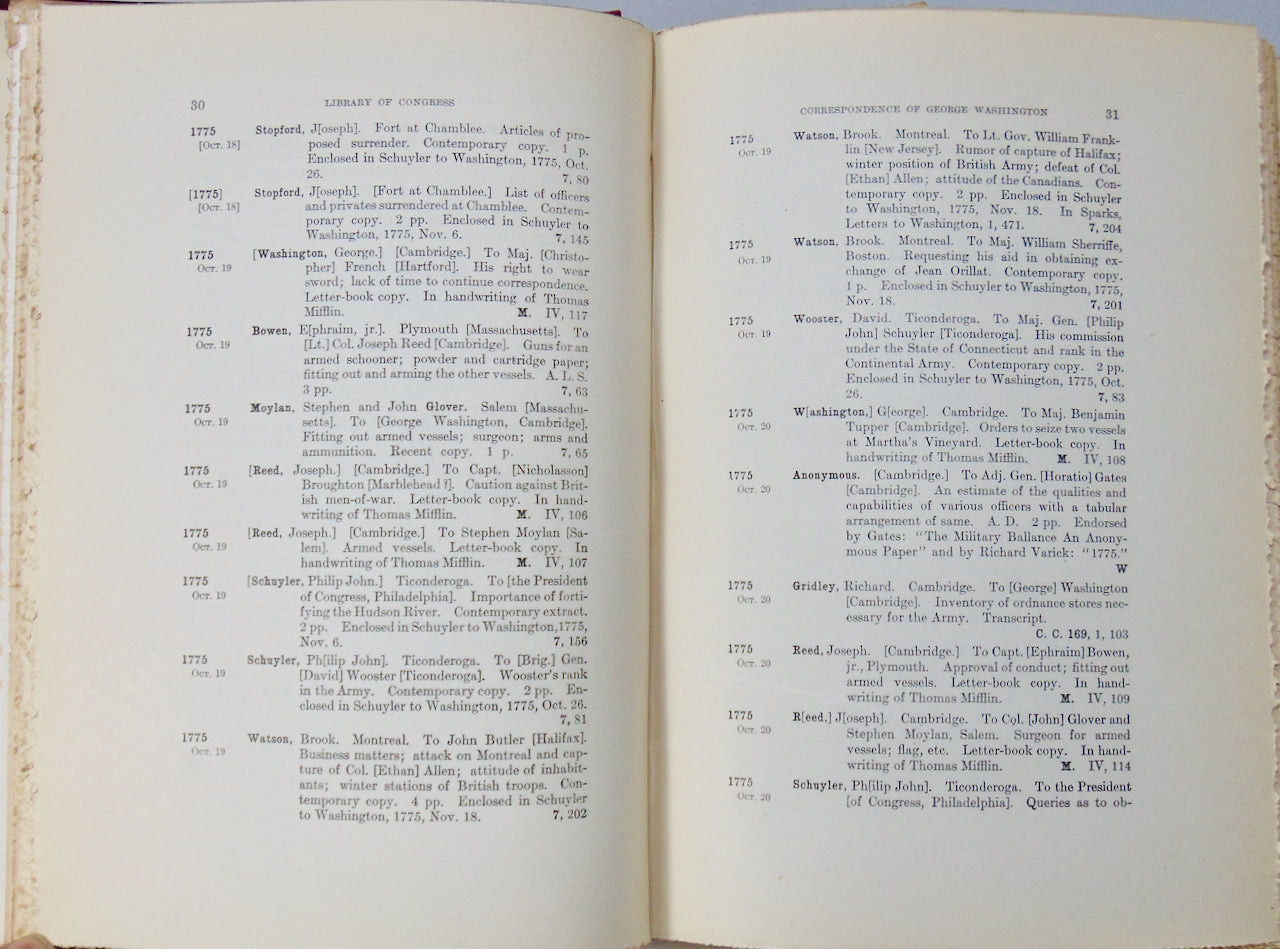 30
LIBRARY OF CONGRESS
1775 Stopford, J[oseph]. Fort at Chamblee. Articles of pro-
[Oct. 18] posed surrender. Contemporary copy. 1 p.
Enclosed in Schuyler to Washington, 1775, Oct.
26. 7, 80
[1775] Stopford, J[oseph]. [Fort at Chamblee.] List of officers
[Oct. 18] and privates surrendered at Chamblee. Contem-
porary copy. 2 pp. Enclosed in Schuyler to
Washington, 1775, Nov. 6. 7, 145
1775 [Washington, George.] [Cambridge.] To Maj. [Christo-
Oct. 19 pher] French [Hartford]. His right to wear
sword; lack of time to continue correspondence.
Letter-book copy. In handwriting of Thomas
Mifflin. M. IV, 117
1775 Bowen, E[phraim, jr.]. Plymouth [Massachusetts]. To
Oct. 19 [Lt.] Col. Joseph Reed [Cambridge]. Guns for an
armed schooner; powder and cartridge paper;
fitting out and arming the other vessels. A. L. S.
3 pp. 7, 63
1775 Moylan, Stephen and John Glover. Salem [Massachu-
Oct. 19 setts]. To [George Washington, Cambridge].
Fitting out armed vessels; surgeon; arms and
ammunition. Recent copy. 1 p. 7, 65
1775 [Reed, Joseph.] [Cambridge.] To Capt. [Nicholasson]
Oct. 19 Broughton [Marblehead ?]. Caution against Brit-
ish men-of-war. Letter-book copy. In hand-
writing of Thomas Mifflin. M. IV, 106
1775 [Reed, Joseph.] [Cambridge.] To Stephen Moylan [Sa-
Oct. 19 lem]. Armed vessels. Letter-book copy. In
handwriting of Thomas Mifflin. M. IV, 107
1775 [Schuyler, Philip John.] Ticonderoga. To [the President
Oct. 19 of Congress, Philadelphia]. Importance of forti-
fying the Hudson River. Contemporary extract.
2 pp. Enclosed in Schuyler to Washington, 1775,
Nov. 6. 7, 156
1775 Schuyler, Ph[ilip John]. Ticonderoga. To [Brig.] Gen.
Oct. 19 [David] Wooster [Ticonderoga]. Wooster's rank
in the Army. Contemporary copy. 2 pp. En-
closed in Schuyler to Washington, 1775, Oct. 26.
7, 81
1775 Watson, Brook. Montreal. To John Butler [Halifax].
Oct. 19 Business matters; attack on Montreal and cap-
ture of Col. [Ethan] Allen; attitude of inhabit-
ants; winter stations of British troops. Con-
temporary copy. 4 pp. Enclosed in Schuyler
to Washington, 1775, Nov. 18. 7, 202
CORRESPONDENCE OF GEORGE WASHINGTON
31
1775 Watson, Brook. Montreal. To Lt. Gov. William Frank-
Oct. 19 lin [New Jersey]. Rumor of capture of Halifax;
winter position of British Army; defeat of Col.
[Ethan] Allen; attitude of the Canadians. Con-
temporary copy. 2 pp. Enclosed in Schuyler
to Washington, 1775, Nov. 18. In Sparks,
Letters to Washington, 1, 471. 7, 204
1775 Watson, Brook. Montreal. To Maj. William Sherriffe,
Oct. 19 Boston. Requesting his aid in obtaining ex-
change of Jean Orillat. Contemporary copy.
1 p. Enclosed in Schuyler to Washington, 1775,
Nov. 18. 7, 201
1775 Wooster, David. Ticonderoga. To Maj. Gen. [Philip
Oct. 19 John] Schuyler [Ticonderoga]. His commission
under the State of Connecticut and rank in the
Continental Army. Contemporary copy. 2 pp.
Enclosed in Schuyler to Washington, 1775, Oct.
26. 7, 83
1775 W[ashington,] G[eorge]. Cambridge. To Maj. Benjamin
Oct. 20 Tupper [Cambridge]. Orders to seize two vessels
at Martha's Vineyard. Letter-book copy. In
handwriting of Thomas Mifflin. M. IV, 108
1775 Anonymous. [Cambridge.] To Adj. Gen. [Horatio] Gates
Oct. 20 [Cambridge]. An estimate of the qualities and
capabilities of various officers with a tabular
arrangement of same. A. D. 2 pp. Endorsed
by Gates: "The Military Ballance An Anony-
mous Paper" and by Richard Varick: "1775."
W
1775 Gridley, Richard. Cambridge. To [George] Washington
Oct. 20 [Cambridge]. Inventory of ordnance stores nec-
essary for the Army. Transcript.
C. C. 169, 1, 103
1775 Reed, Joseph. [Cambridge.] To Capt. [Ephraim] Bowen,
Oct. 20 jr., Plymouth. Approval of conduct; fitting out
armed vessels. Letter-book copy. In hand-
writing of Thomas Mifflin. M. IV, 109
1775 R[eed,] J[oseph]. Cambridge. To Col. [John] Glover and
Oct. 20 Stephen Moylan, Salem. Surgeon for armed
vessels; flag, etc. Letter-book copy. In hand-
writing of Thomas Mifflin. M. IV, 114
1775 Schuyler, Ph[ilip John]. Ticonderoga. To the President
Oct. 20 [of Congress, Philadelphia]. Queries as to ob-